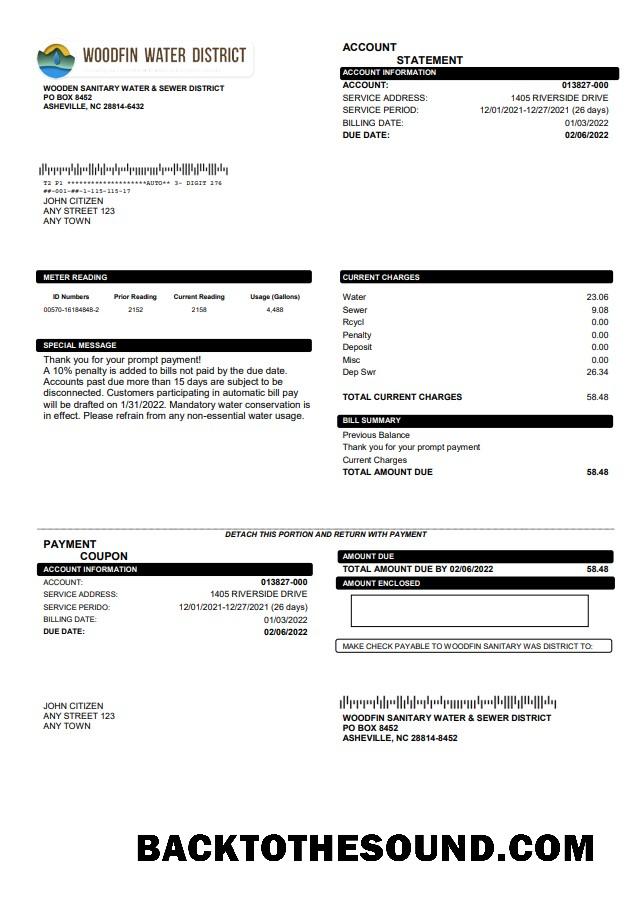 WOODFIN WATER DISTRICT
WOODEN SANITARY WATER & SEWER DISTRICT
PO BOX 8452
ASHEVILLE, NC 28814-6432
ACCOUNT
STATEMENT
ACCOUNT INFORMATION
ACCOUNT: 013827-000
SERVICE ADDRESS: 1405 RIVERSIDE DRIVE
SERVICE PERIOD: 12/01/2021-12/27/2021 (26 days)
BILLING DATE: 01/03/2022
DUE DATE: 02/06/2022
T2 P1 ********************AUTO** 3- DIGIT 276
##-001-##-1-115-115-17
JOHN CITIZEN
ANY STREET 123
ANY TOWN
METER READING
ID Numbers Prior Reading Current Reading Usage (Gallons)
00570-16184848-2 2152 2158 4,488
SPECIAL MESSAGE
Thank you for your prompt payment!
A 10% penalty is added to bills not paid by the due date.
Accounts past due more than 15 days are subject to be
disconnected. Customers participating in automatic bill pay
will be drafted on 1/31/2022. Mandatory water conservation is
in effect. Please refrain from any non-essential water usage.
CURRENT CHARGES
Water 23.06
Sewer 9.08
Rcycl 0.00
Penalty 0.00
Deposit 0.00
Misc 0.00
Dep Swr 26.34
TOTAL CURRENT CHARGES 58.48
BILL SUMMARY
Previous Balance
Thank you for your prompt payment
Current Charges
TOTAL AMOUNT DUE 58.48
DETACH THIS PORTION AND RETURN WITH PAYMENT
PAYMENT
COUPON
ACCOUNT INFORMATION
ACCOUNT: 013827-000
SERVICE ADDRESS: 1405 RIVERSIDE DRIVE
SERVICE PERIDO: 12/01/2021-12/27/2021 (26 days)
BILLING DATE: 01/03/2022
DUE DATE: 02/06/2022
AMOUNT DUE
TOTAL AMOUNT DUE BY 02/06/2022 58.48
AMOUNT ENCLOSED
MAKE CHECK PAYABLE TO WOODFIN SANITARY WAS DISTRICT TO:
JOHN CITIZEN
ANY STREET 123
ANY TOWN
WOODFIN SANITARY WATER & SEWER DISTRICT
PO BOX 8452
ASHEVILLE, NC 28814-8452
BACKTOTHESOUND.COM